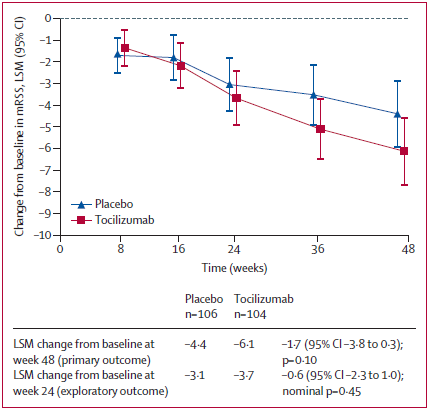 Change from baseline in mRSS, LSM (95% CI)
0
−1
−2
−3
−4
−5
−6
−7
−8
−9
−10
Placebo
Tocilizumab
0
8
16
24
36
48
Time (weeks)
Placebo Tocilizumab
n=106 n=104
LSM change from baseline at −4·4 −6·1 −1·7 (95% CI −3·8 to 0·3);
week 48 (primary outcome) p=0·10
LSM change from baseline at −3·1 −3·7 −0·6 (95% CI −2·3 to 1·0);
week 24 (exploratory outcome) nominal p=0·45